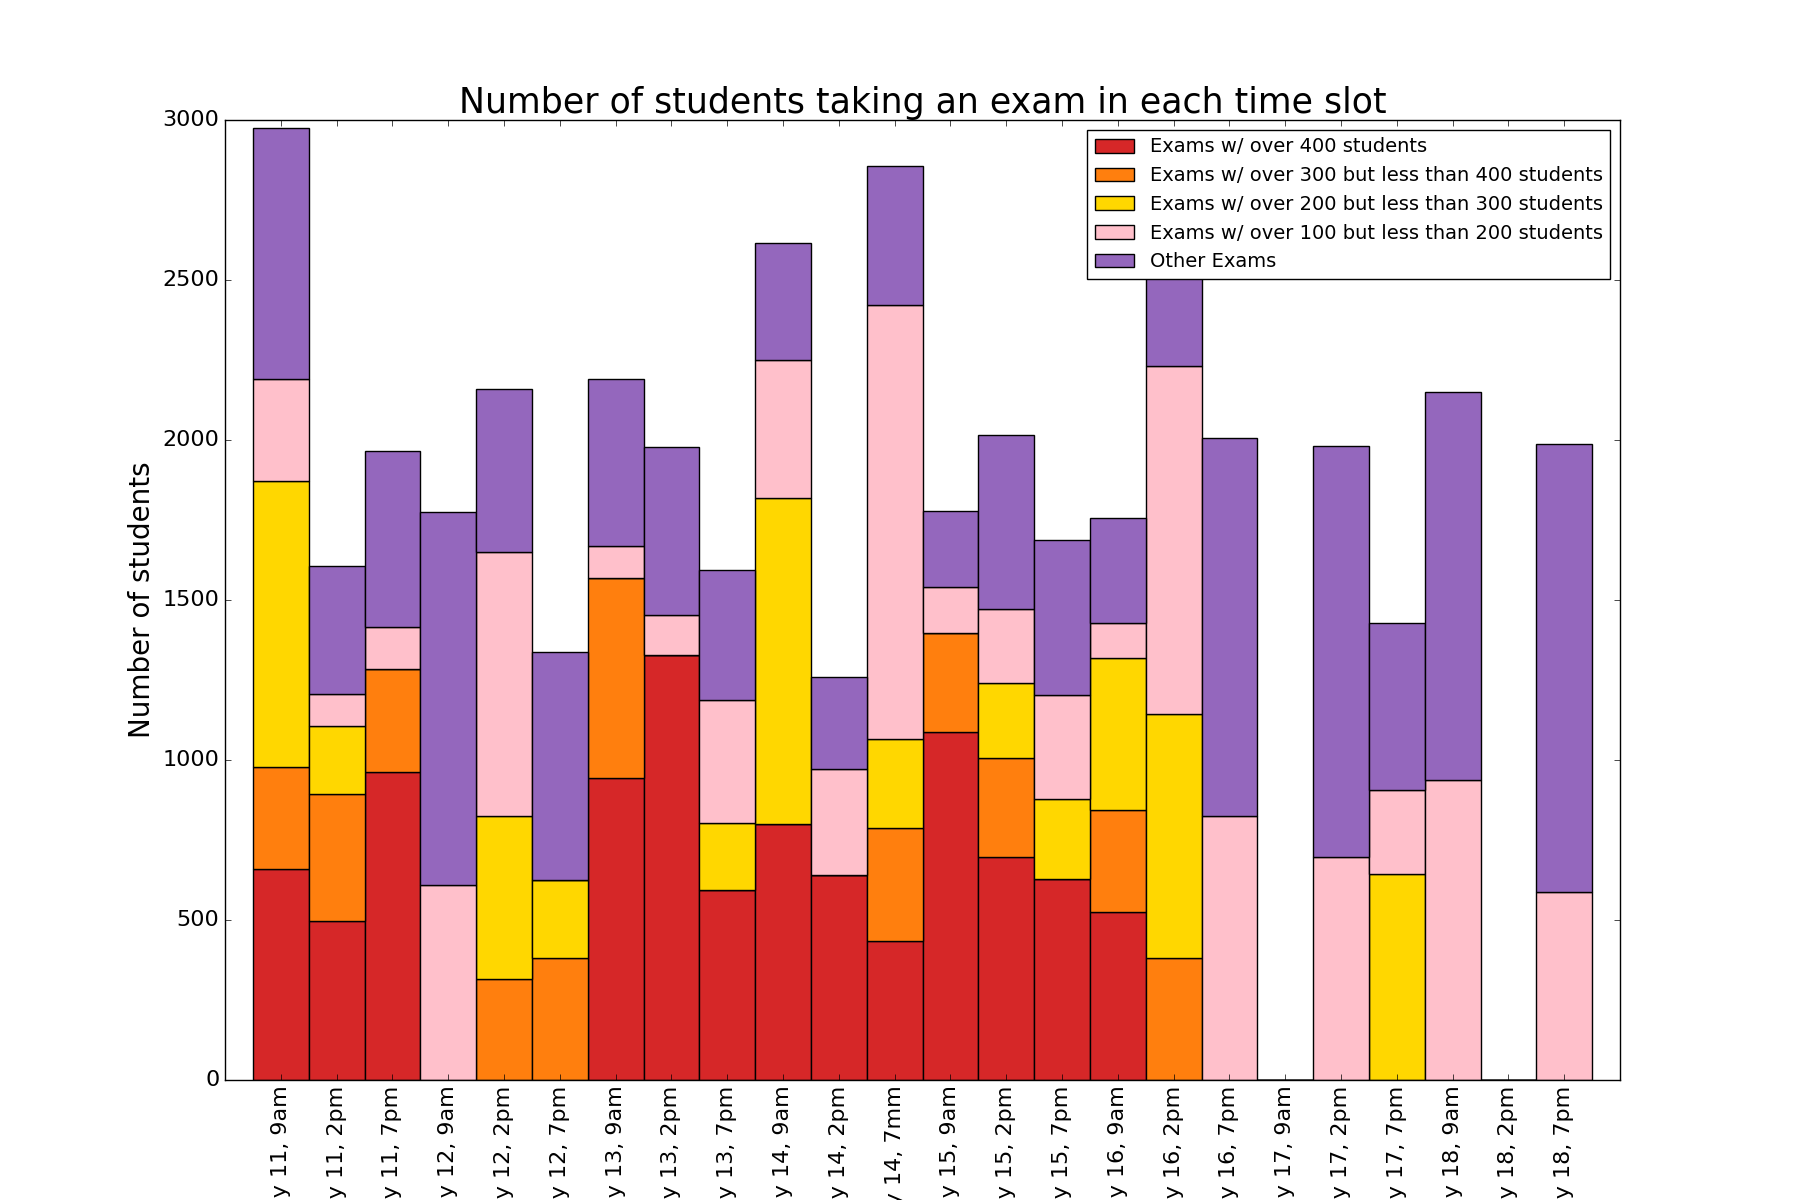 Number of students taking an exam in each time slot
Exams w/ over 400 students
Exams w/ over 300 but less than 400 students
Exams w/ over 200 but less than 300 students
Exams w/ over 100 but less than 200 students
Other Exams
Number of students
3000
2500
2000
1500
1000
500
0
y 11, 9am
y 11, 2pm
y 11, 7pm
y 12, 9am
y 12, 2pm
y 12, 7pm
y 13, 9am
y 13, 2pm
y 13, 7pm
y 14, 9am
y 14, 2pm
y 14, 7mm
y 15, 9am
y 15, 2pm
y 15, 7pm
y 16, 9am
y 16, 2pm
y 16, 7pm
y 17, 9am
y 17, 2pm
y 17, 7pm
y 18, 9am
y 18, 2pm
y 18, 7pm